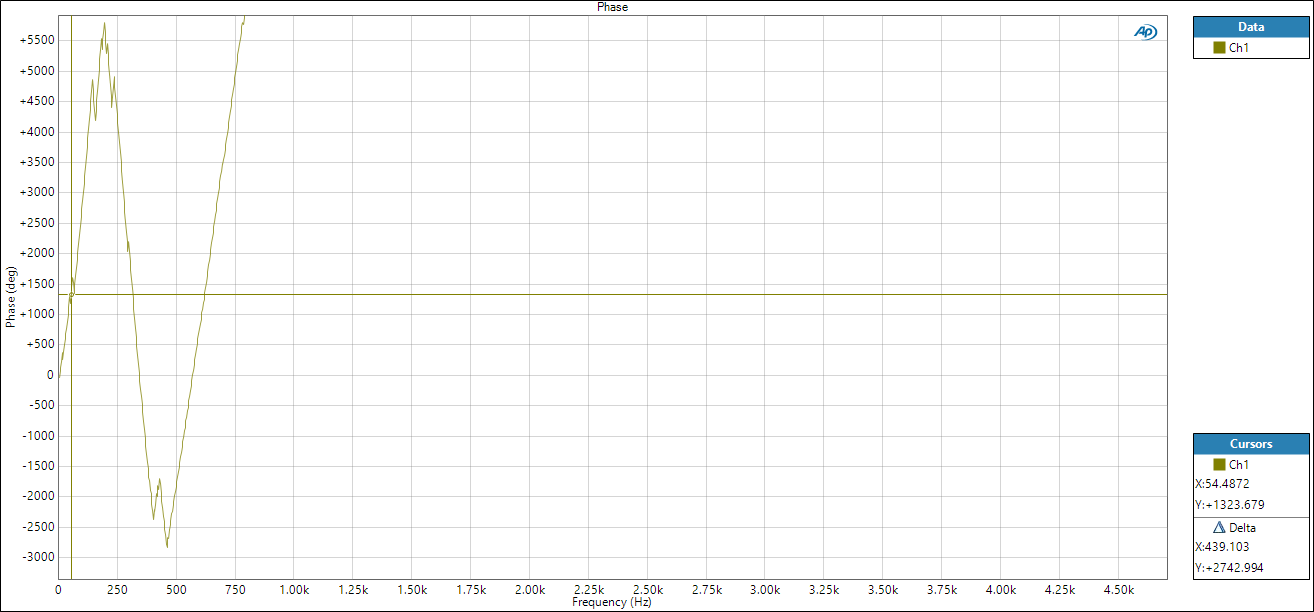 Phase
AP
Data
Ch1
+5500
+5000
+4500
+4000
+3500
+3000
+2500
+2000
+1500
+1000
+500
0
-500
-1000
-1500
-2000
-2500
-3000
Phase (deg)
0 250 500 750 1.00k 1.25k 1.50k 1.75k 2.00k 2.25k 2.50k 2.75k 3.00k 3.25k 3.50k 3.75k 4.00k 4.25k 4.50k
Frequency (Hz)
Cursors
Ch1
X:54.4872
Y:+1323.679
Delta
X:439.103
Y:+2742.994